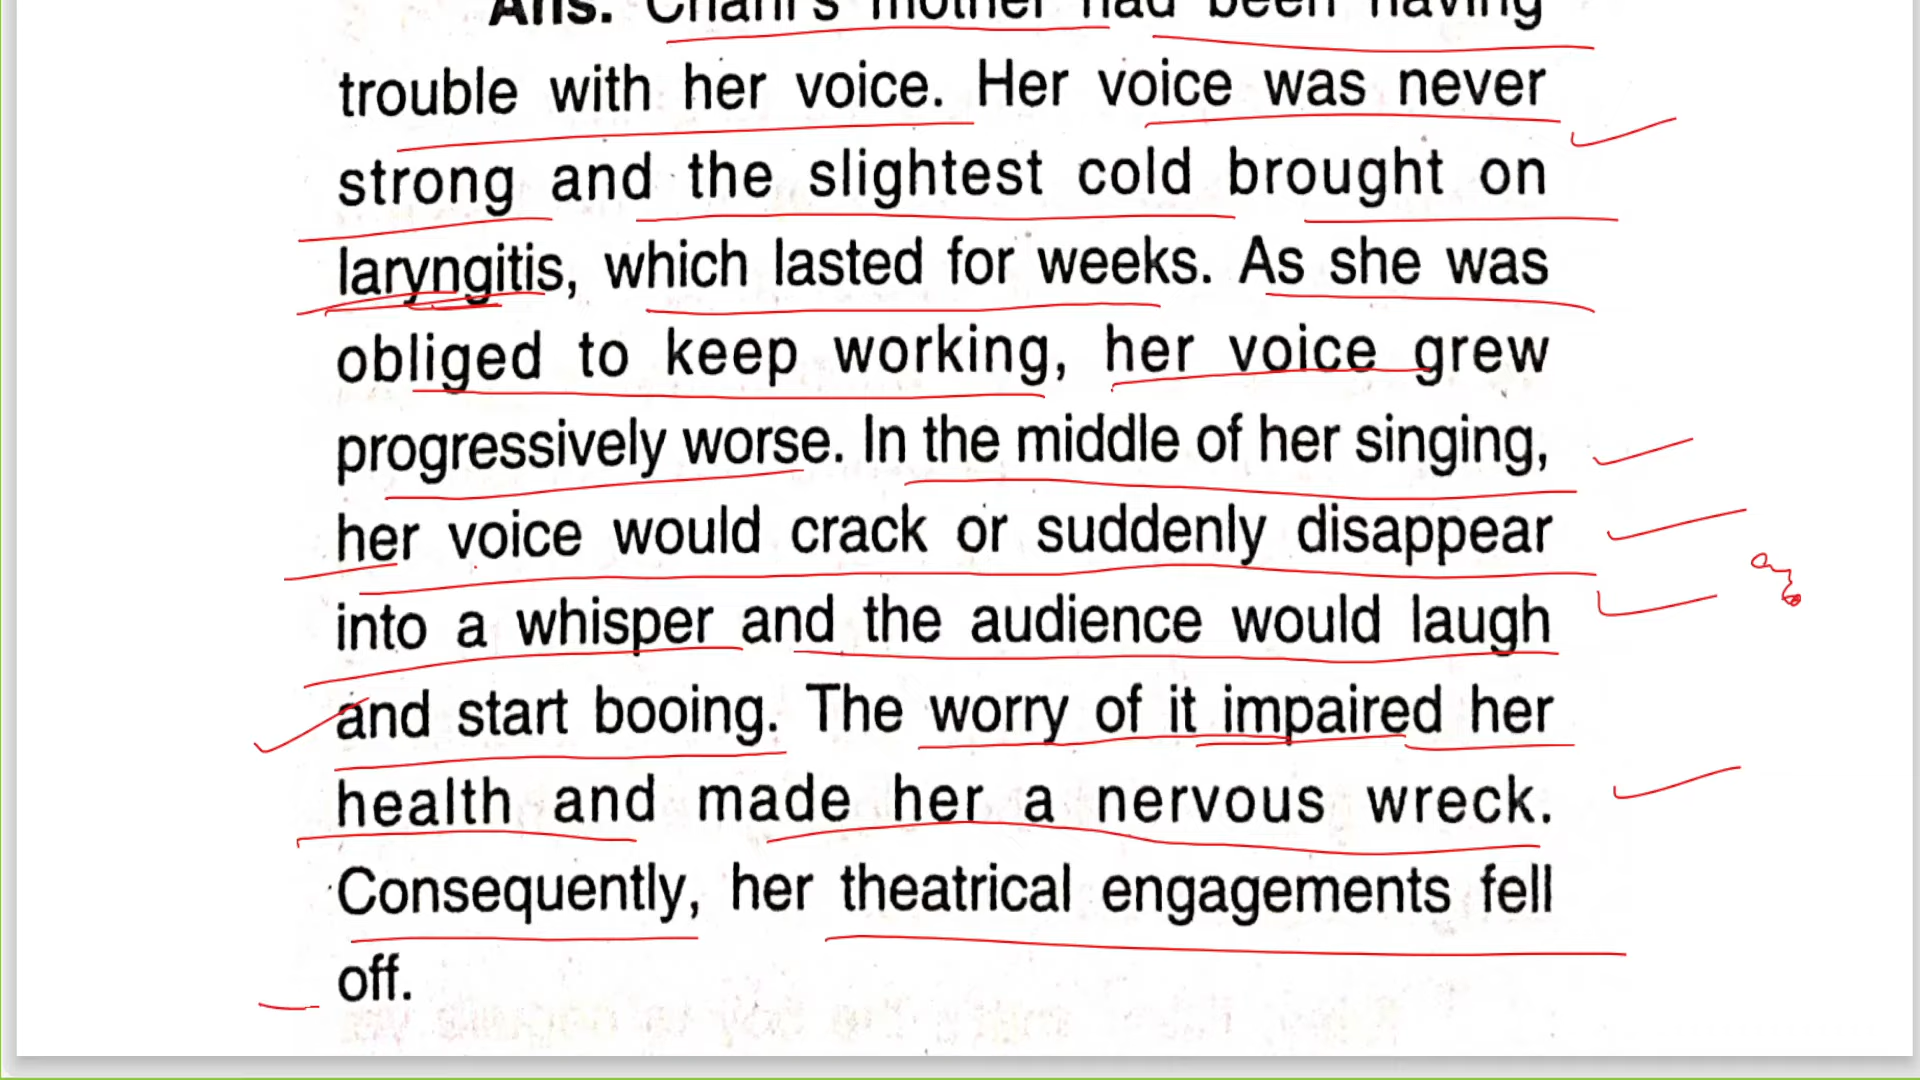 Ans. Chahi's mother had been having
trouble with her voice. Her voice was never
strong and the slightest cold brought on
laryngitis, which lasted for weeks. As she was
obliged to keep working, her voice grew
progressively worse. In the middle of her singing,
her voice would crack or suddenly disappear
into a whisper and the audience would laugh
and start booing. The worry of it impaired her
health and made her a nervous wreck.
Consequently, her theatrical engagements fell
off.